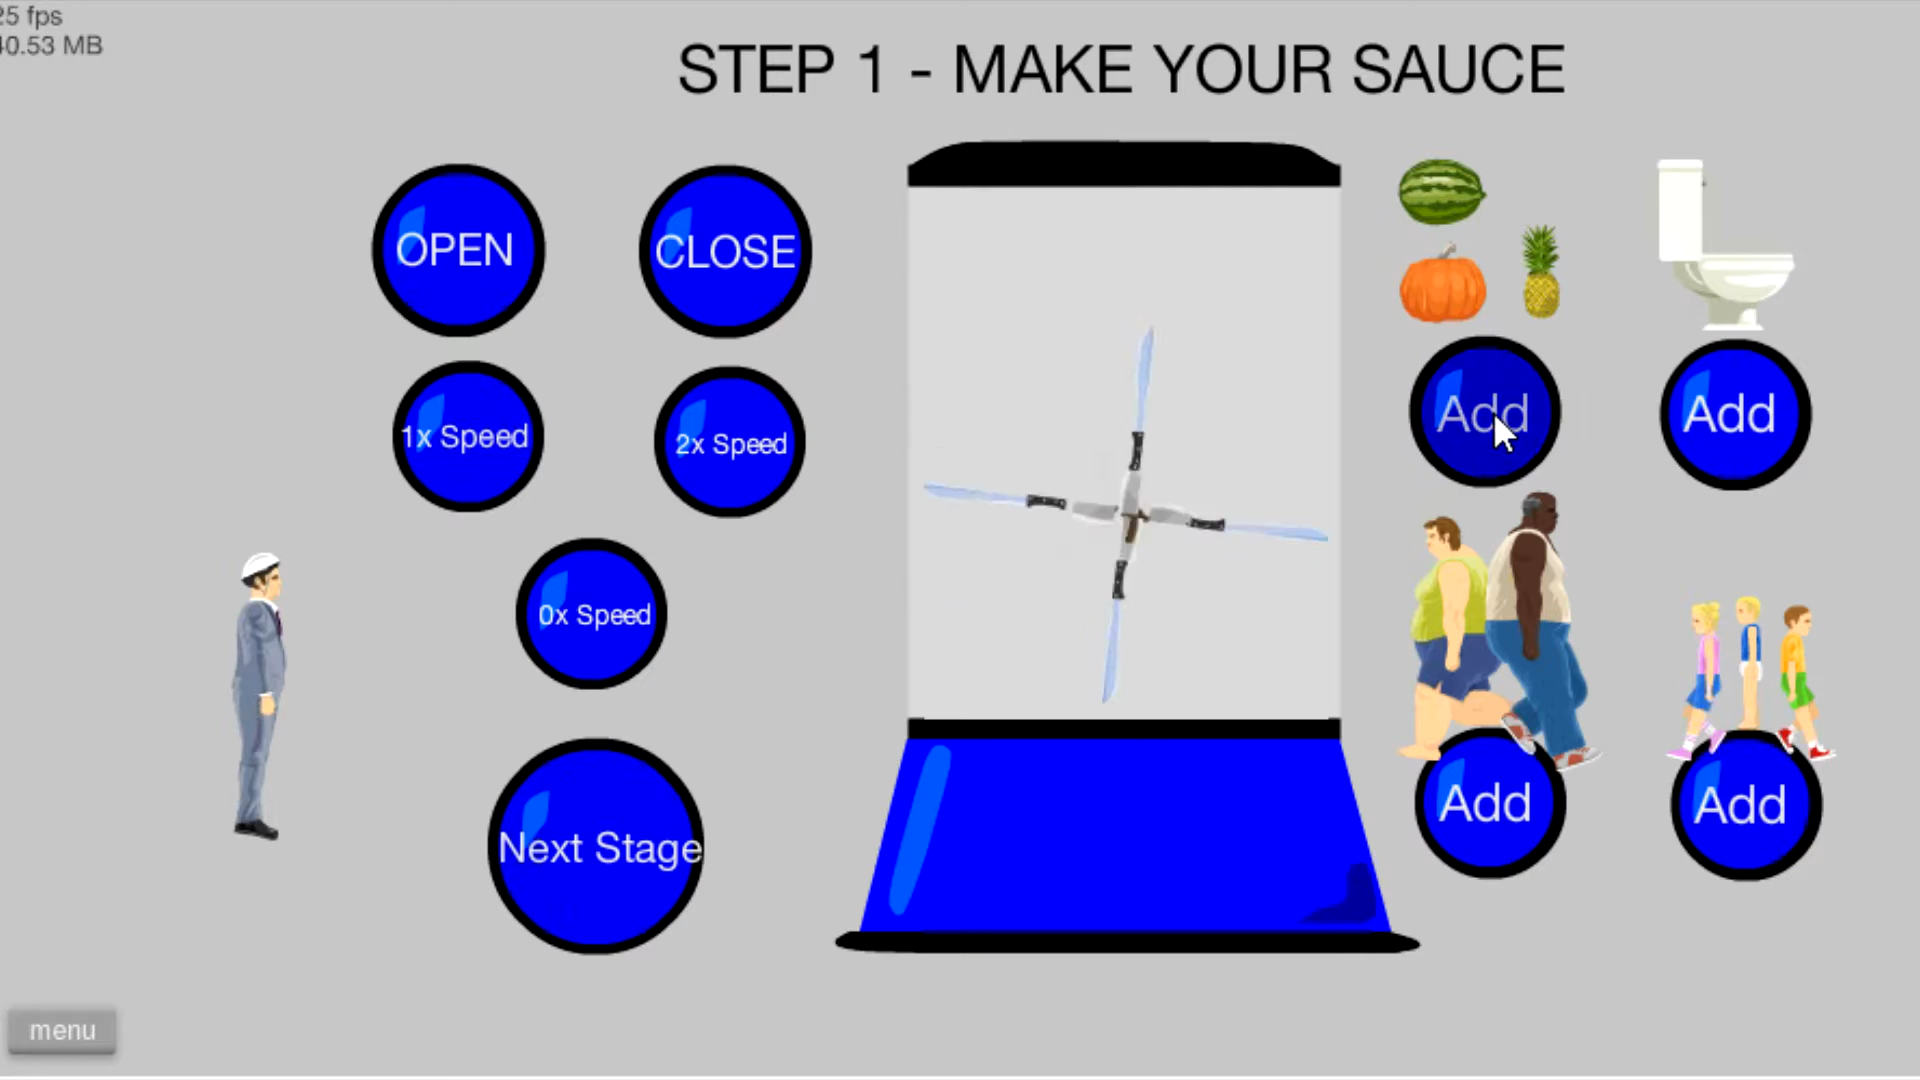 25 fps
40.53 MB
STEP 1 - MAKE YOUR SAUCE
OPEN
CLOSE
1x Speed
2x Speed
0x Speed
Next Stage
Add
Add
Add
Add
menu